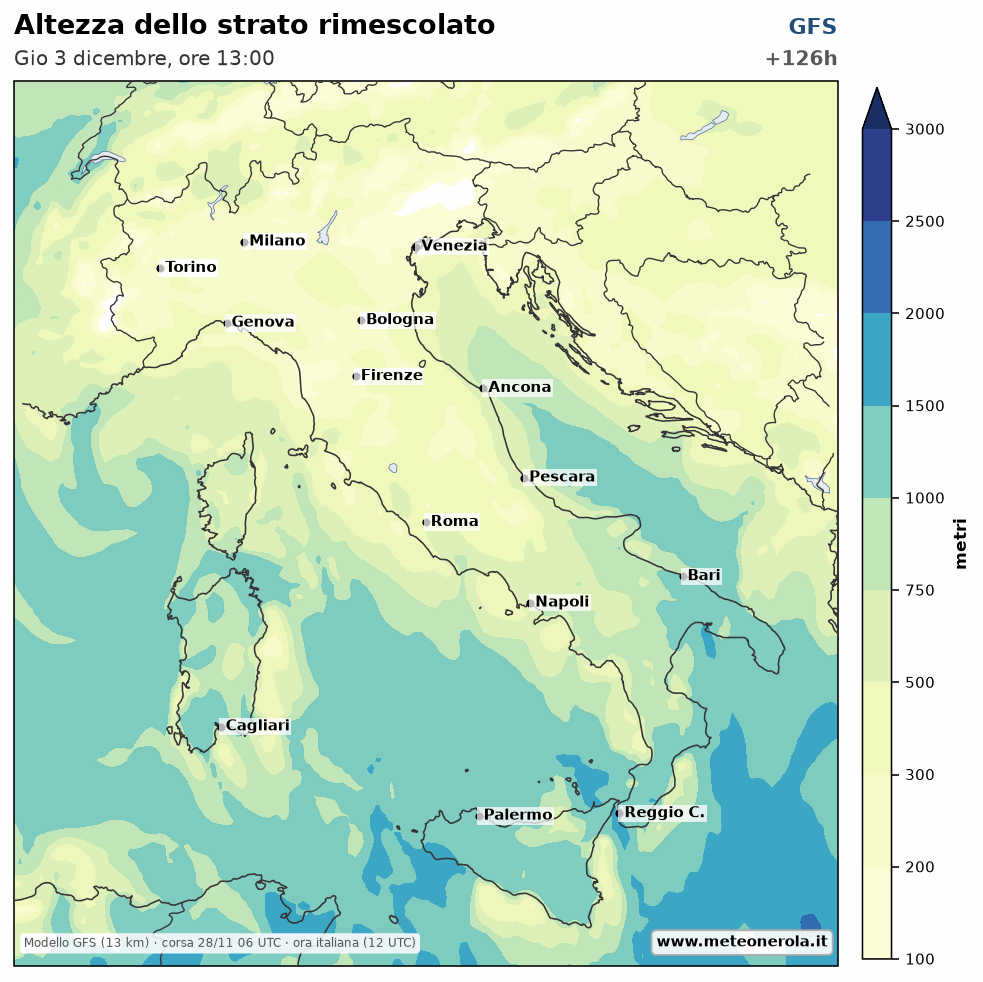 Altezza dello strato rimescolato
GFS
Gio 3 dicembre, ore 13:00
+126h
3000
2500
2000
1500
1000
750
500
300
200
100
metri
Milano
Venezia
Torino
Genova
Bologna
Firenze
Ancona
Pescara
Roma
Bari
Napoli
Cagliari
Palermo
Reggio C.
Modello GFS (13 km) · corsa 28/11 06 UTC · ora italiana (12 UTC)
www.meteonerola.it